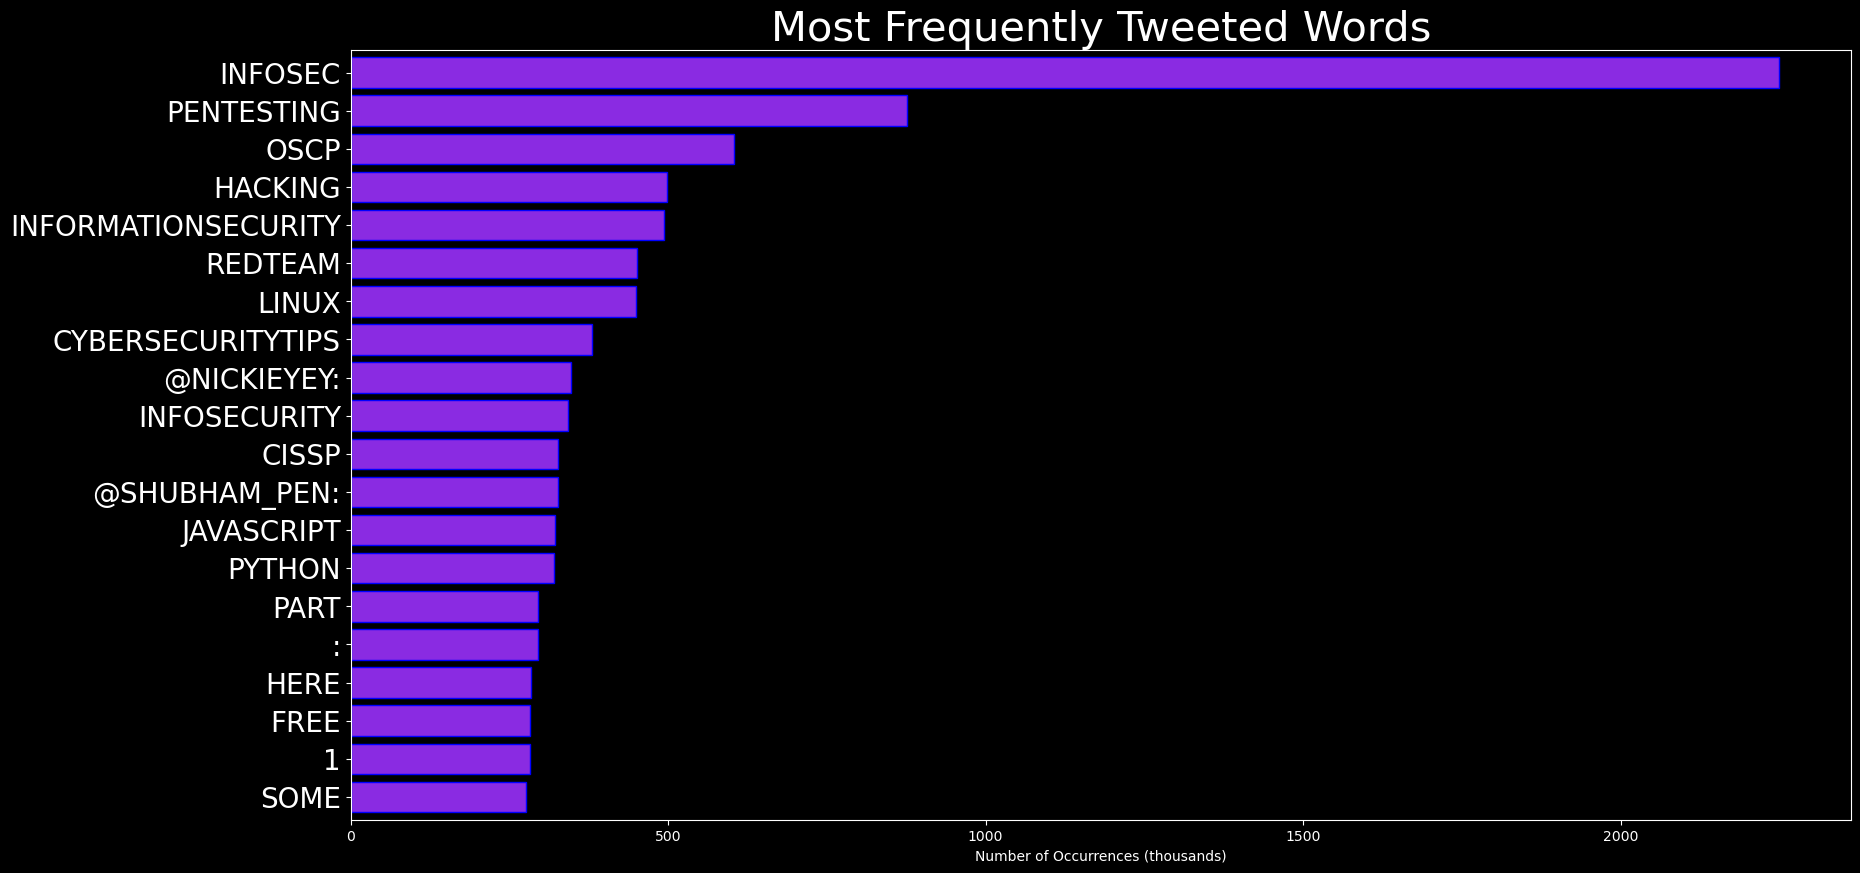 Most Frequently Tweeted Words
INFOSEC
PENTESTING
OSCP
HACKING
INFORMATIONSECURITY
REDTEAM
LINUX
CYBERSECURITYTIPS
@NICKIEYEY:
INFOSECURITY
CISSP
@SHUBHAM_PEN:
JAVASCRIPT
PYTHON
PART
:
HERE
FREE
1
SOME
0 500 1000 1500 2000
Number of Occurrences (thousands)